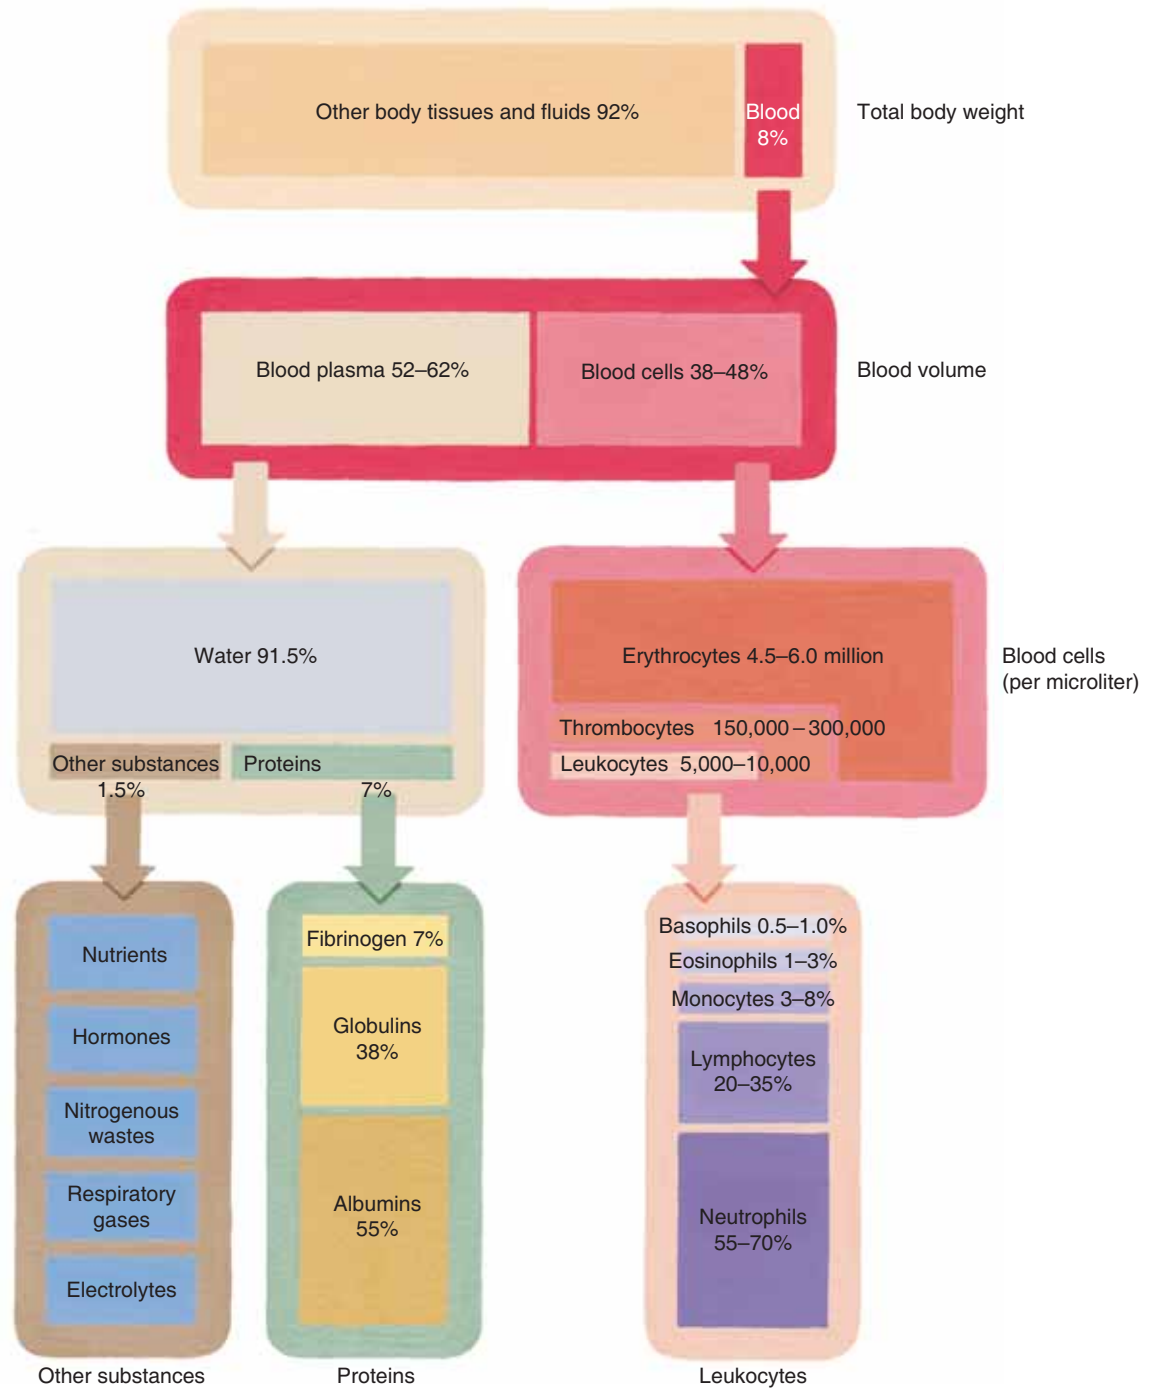 Other body tissues and fluids 92%
Blood
8%
Total body weight
Blood plasma 52–62%
Blood cells 38–48%
Blood volume
Water 91.5%
Other substances
1.5%
Proteins
7%
Erythrocytes 4.5–6.0 million
Thrombocytes 150,000–300,000
Leukocytes 5,000–10,000
Blood cells
(per microliter)
Nutrients
Hormones
Nitrogenous
wastes
Respiratory
gases
Electrolytes
Other substances
Fibrinogen 7%
Globulins
38%
Albumins
55%
Proteins
Basophils 0.5–1.0%
Eosinophils 1–3%
Monocytes 3–8%
Lymphocytes
20–35%
Neutrophils
55–70%
Leukocytes